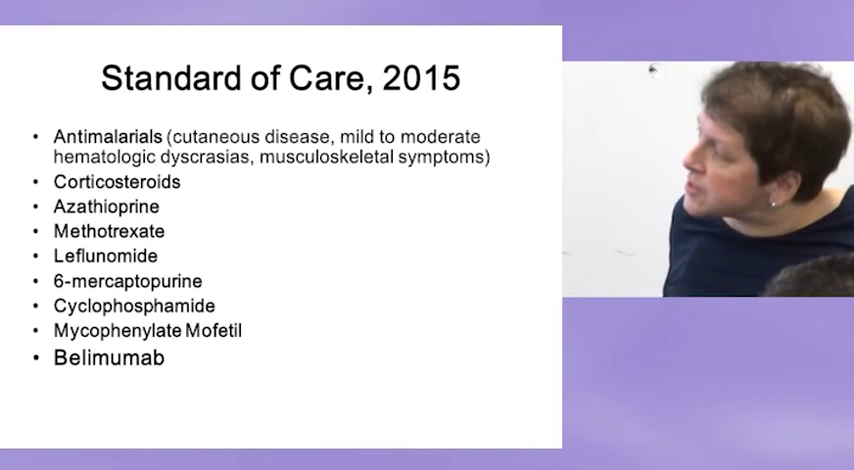 Standard of Care, 2015
• Antimalarials (cutaneous disease, mild to moderate
hematologic dyscrasias, musculoskeletal symptoms)
• Corticosteroids
• Azathioprine
• Methotrexate
• Leflunomide
• 6-mercaptopurine
• Cyclophosphamide
• Mycophenylate Mofetil
• Belimumab